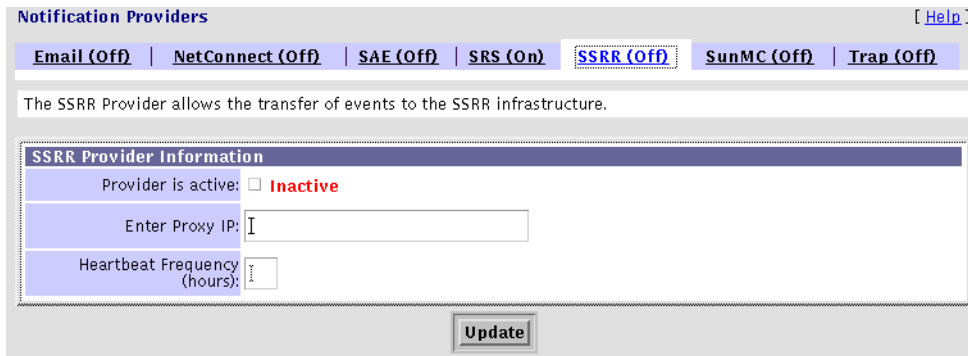 Notification Providers [ Help ]
Email (Off) | NetConnect (Off) | SAE (Off) | SRS (On) SSRR (Off) SunMC (Off) | Trap (Off)
The SSRR Provider allows the transfer of events to the SSRR infrastructure.
SSRR Provider Information
Provider is active: Inactive
Enter Proxy IP:
Heartbeat Frequency
(hours):
Update